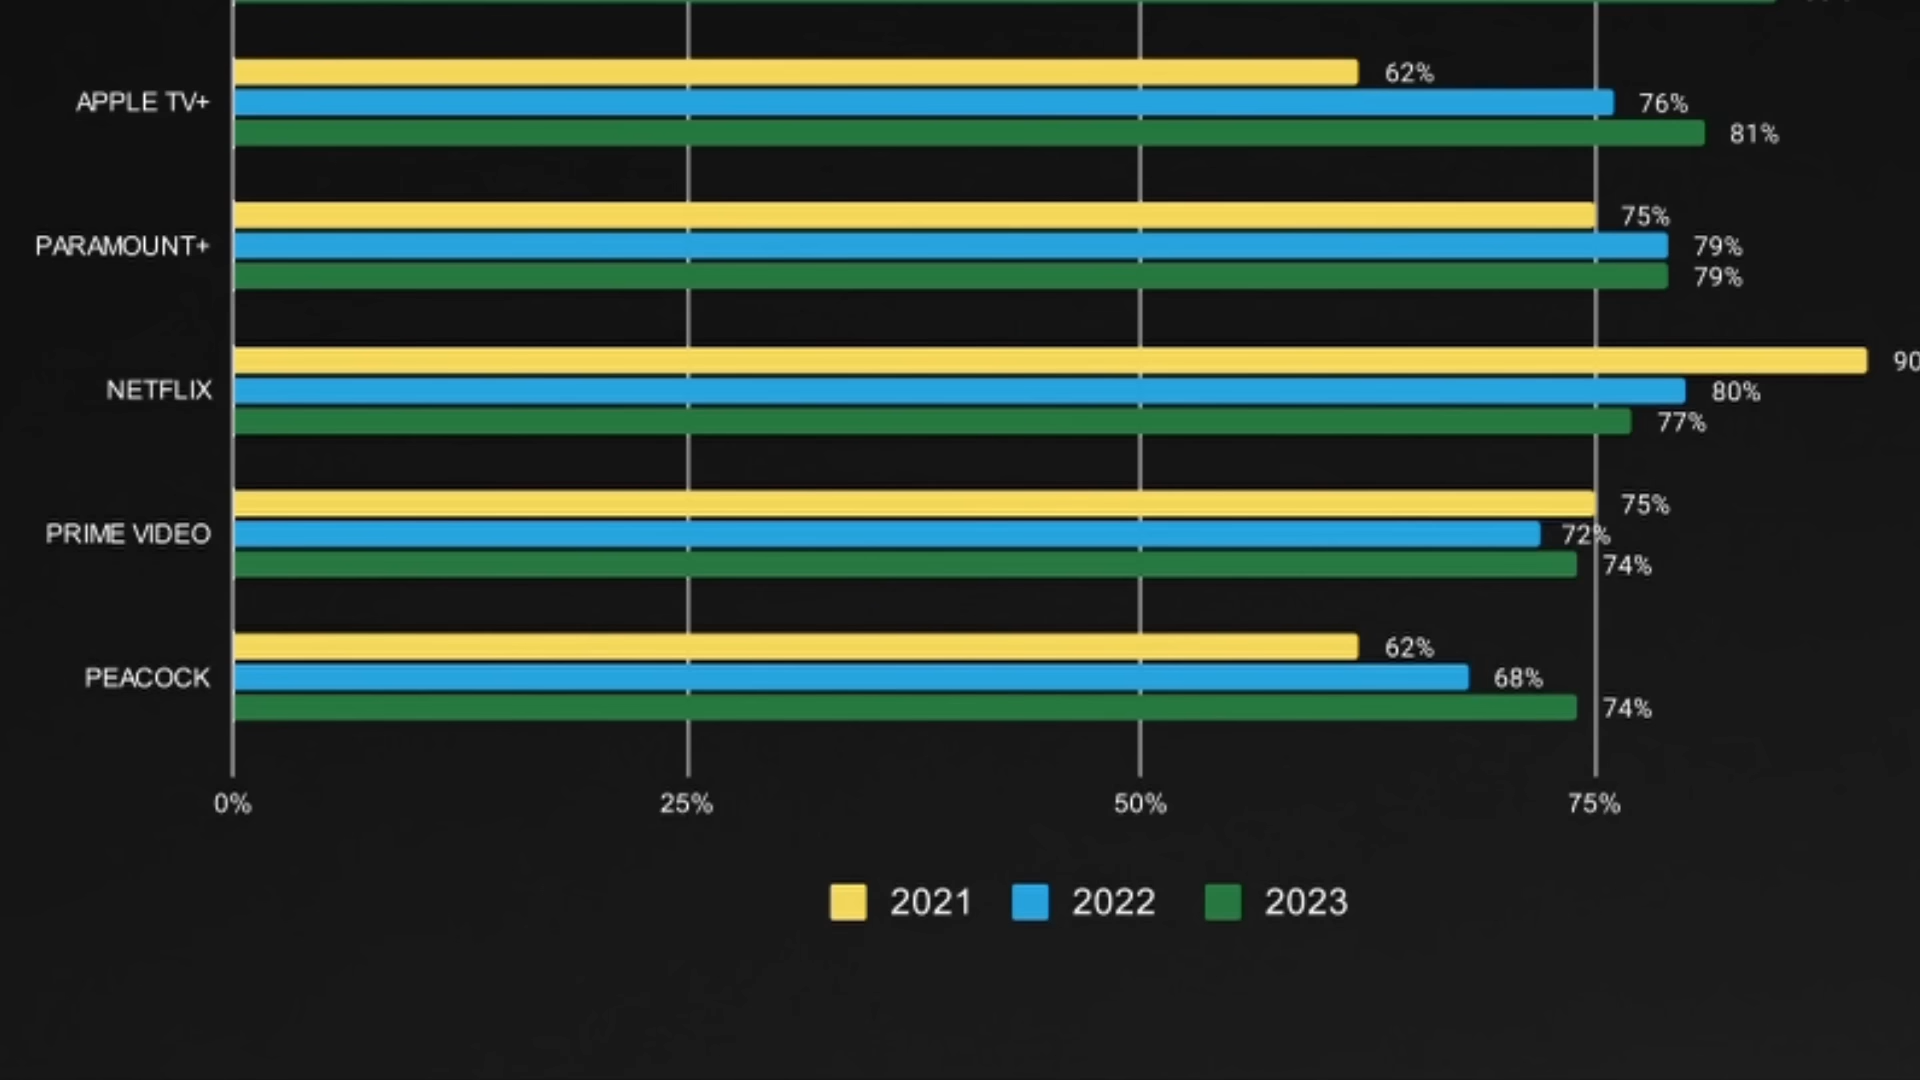 62%
APPLE TV+ 76%
81%
75%
PARAMOUNT+ 79%
79%
90
NETFLIX 80%
77%
75%
PRIME VIDEO 72%
74%
62%
PEACOCK 68%
74%
0% 25% 50% 75%
2021 2022 2023